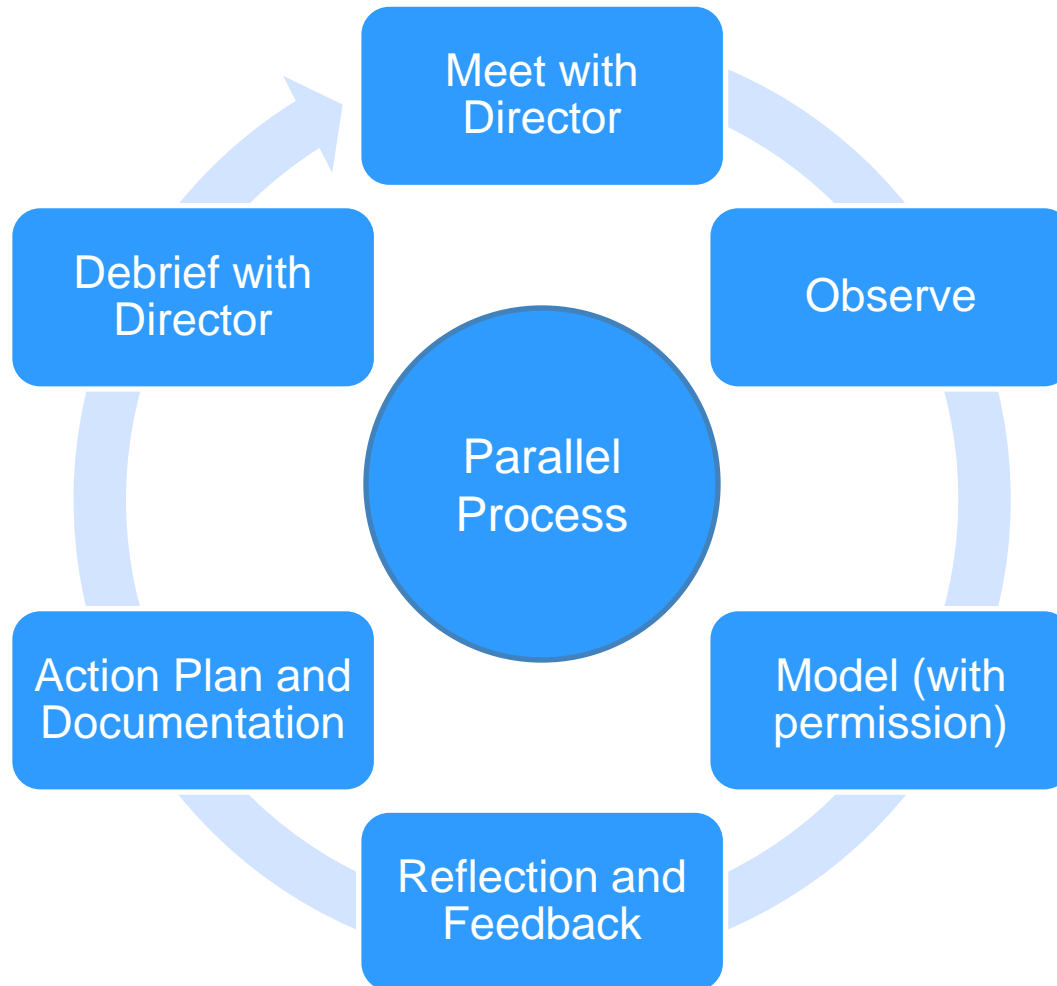 Meet with
Director
Observe
Model (with
permission)
Reflection and
Feedback
Action Plan and
Documentation
Debrief with
Director
Parallel
Process